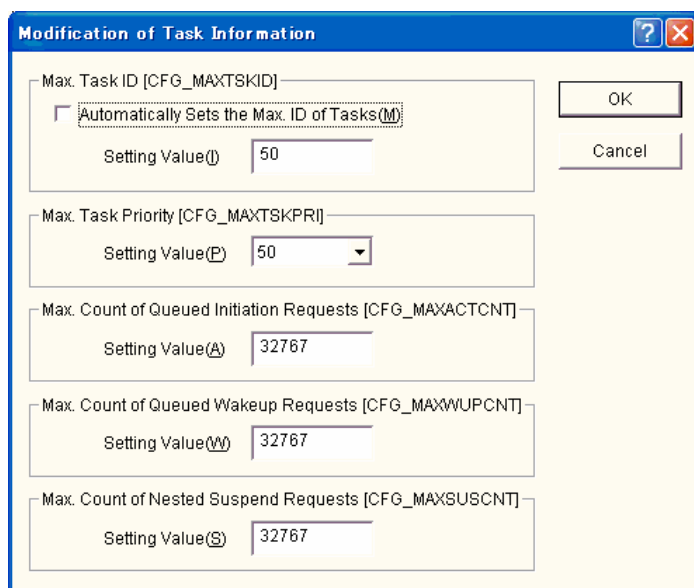 Modification of Task Information
Max. Task ID [CFG_MAXTSKID]
OK
Automatically Sets the Max. ID of Tasks(M)
Setting Value(I) 50
Cancel
Max. Task Priority [CFG_MAXTSKPRI]
Setting Value(P) 50
Max. Count of Queued Initiation Requests [CFG_MAXACTCNT]
Setting Value(A) 32767
Max. Count of Queued Wakeup Requests [CFG_MAXWUPCNT]
Setting Value(W) 32767
Max. Count of Nested Suspend Requests [CFG_MAXSUSCNT]
Setting Value(S) 32767